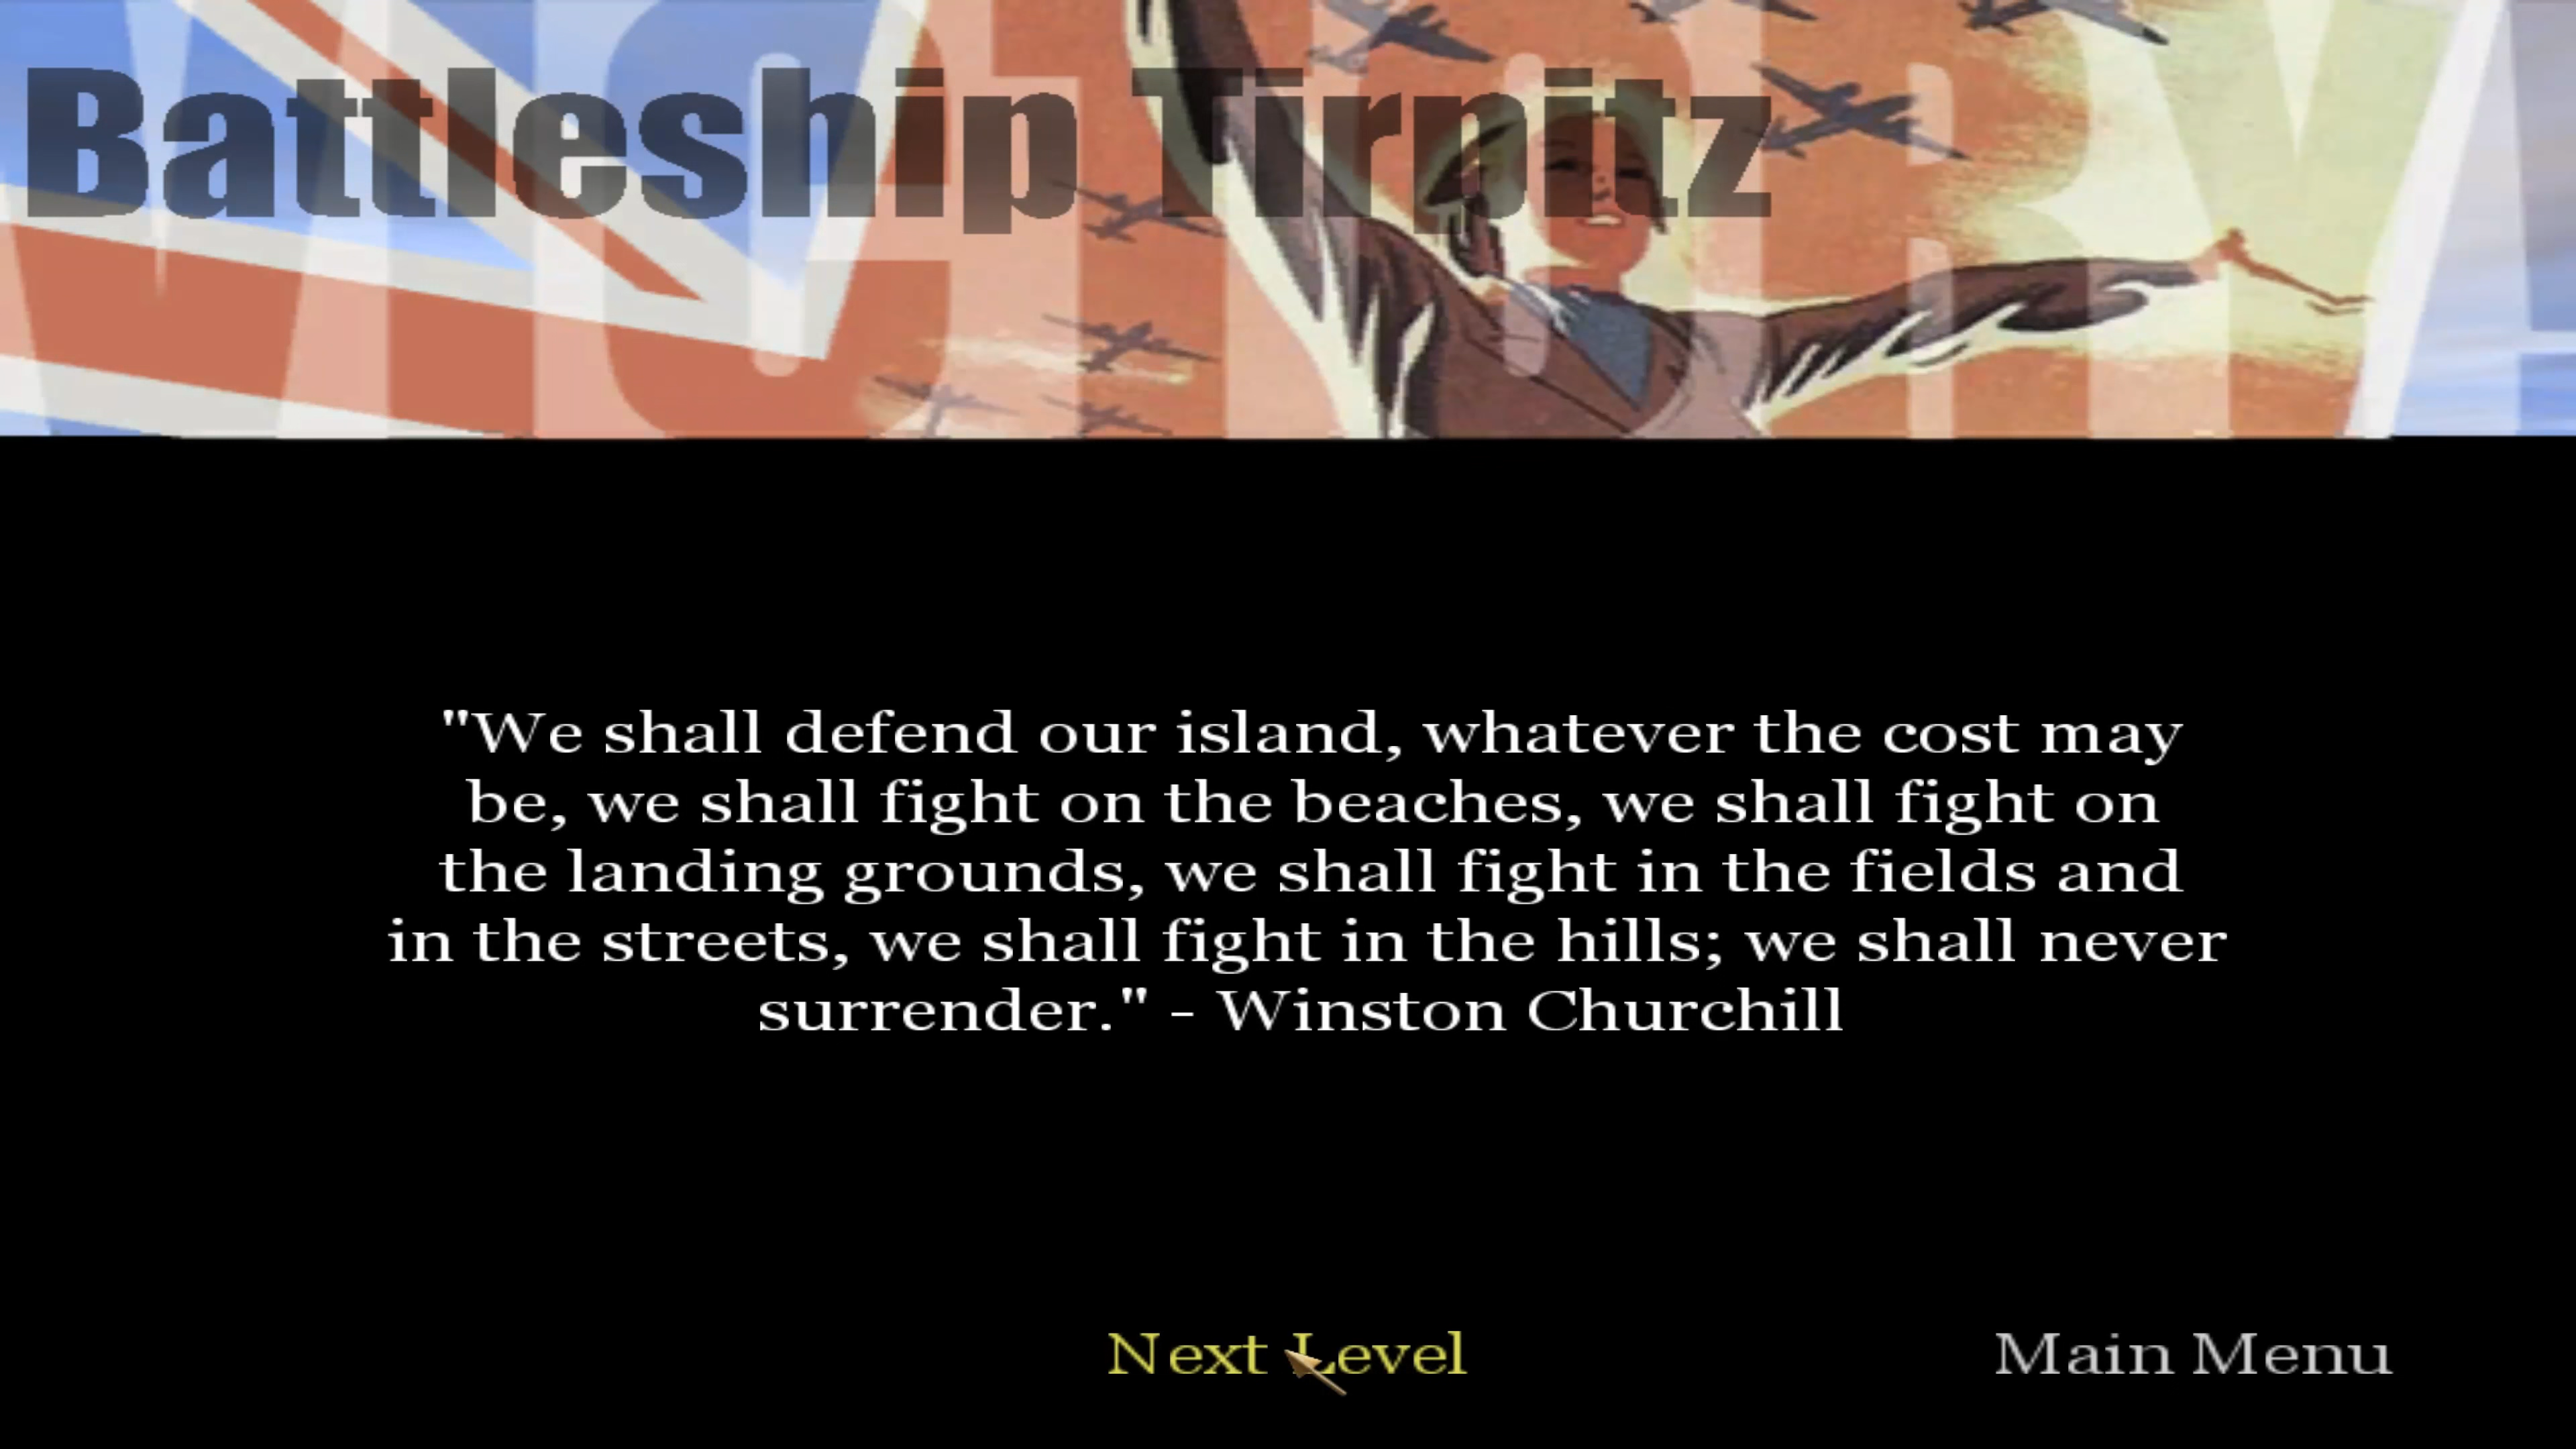 VICTORY
Battleship Tirpitz
"We shall defend our island, whatever the cost may
be, we shall fight on the beaches, we shall fight on
the landing grounds, we shall fight in the fields and
in the streets, we shall fight in the hills; we shall never
surrender." - Winston Churchill
Next Level
Main Menu